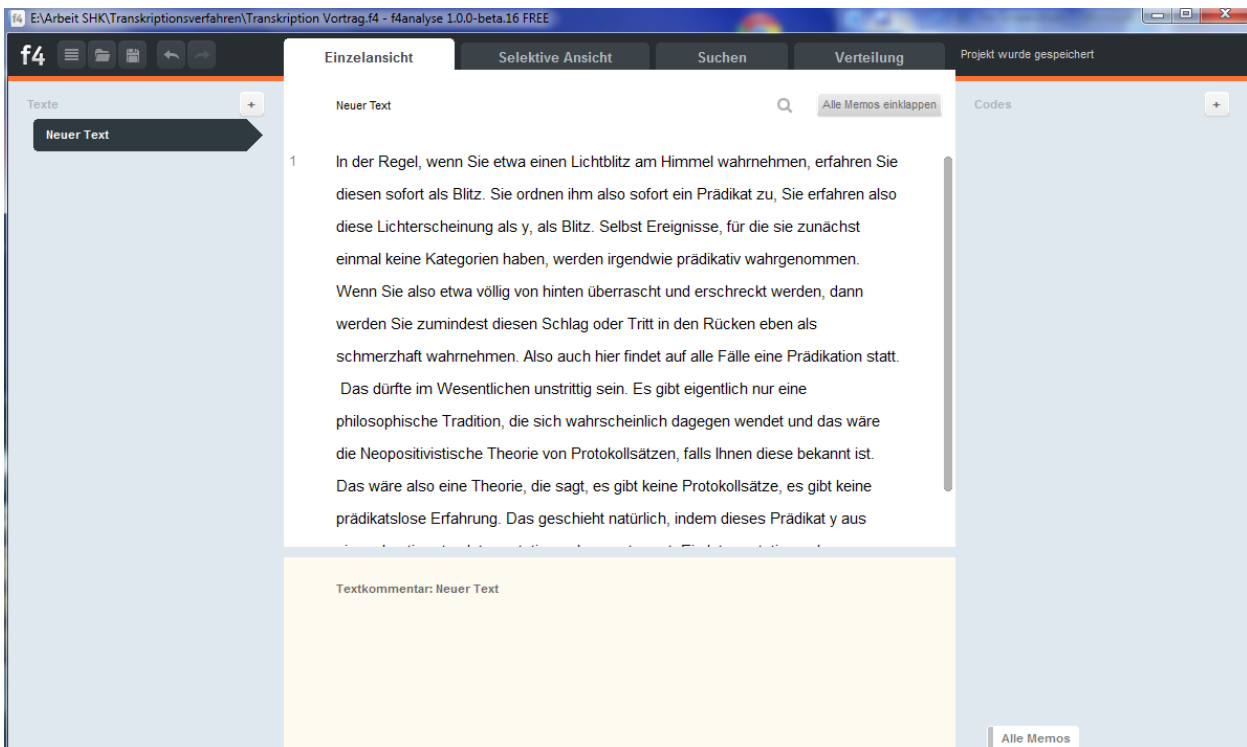 E:\Arbeit SHK\Transkriptionsverfahren\Transkription Vortrag.f4 - f4analyse 1.0.0-beta.16 FREE
f4
Einzelansicht
Selektive Ansicht
Suchen
Verteilung
Projekt wurde gespeichert
Texte
+
Neuer Text
Neuer Text
Alle Memos einklappen
Codes
+
1
In der Regel, wenn Sie etwa einen Lichtblitz am Himmel wahrnehmen, erfahren Sie
diesen sofort als Blitz. Sie ordnen ihm also sofort ein Prädikat zu, Sie erfahren also
diese Lichterscheinung als y, als Blitz. Selbst Ereignisse, für die sie zunächst
einmal keine Kategorien haben, werden irgendwie prädikativ wahrgenommen.
Wenn Sie also etwa völlig von hinten überrascht und erschreckt werden, dann
werden Sie zumindest diesen Schlag oder Tritt in den Rücken eben als
schmerzhaft wahrnehmen. Also auch hier findet auf alle Fälle eine Prädikation statt.
Das dürfte im Wesentlichen unstrittig sein. Es gibt eigentlich nur eine
philosophische Tradition, die sich wahrscheinlich dagegen wendet und das wäre
die Neopositivistische Theorie von Protokollsätzen, falls Ihnen diese bekannt ist.
Das wäre also eine Theorie, die sagt, es gibt keine Protokollsätze, es gibt keine
prädikatslose Erfahrung. Das geschieht natürlich, indem dieses Prädikat y aus
Textkommentar: Neuer Text
Alle Memos